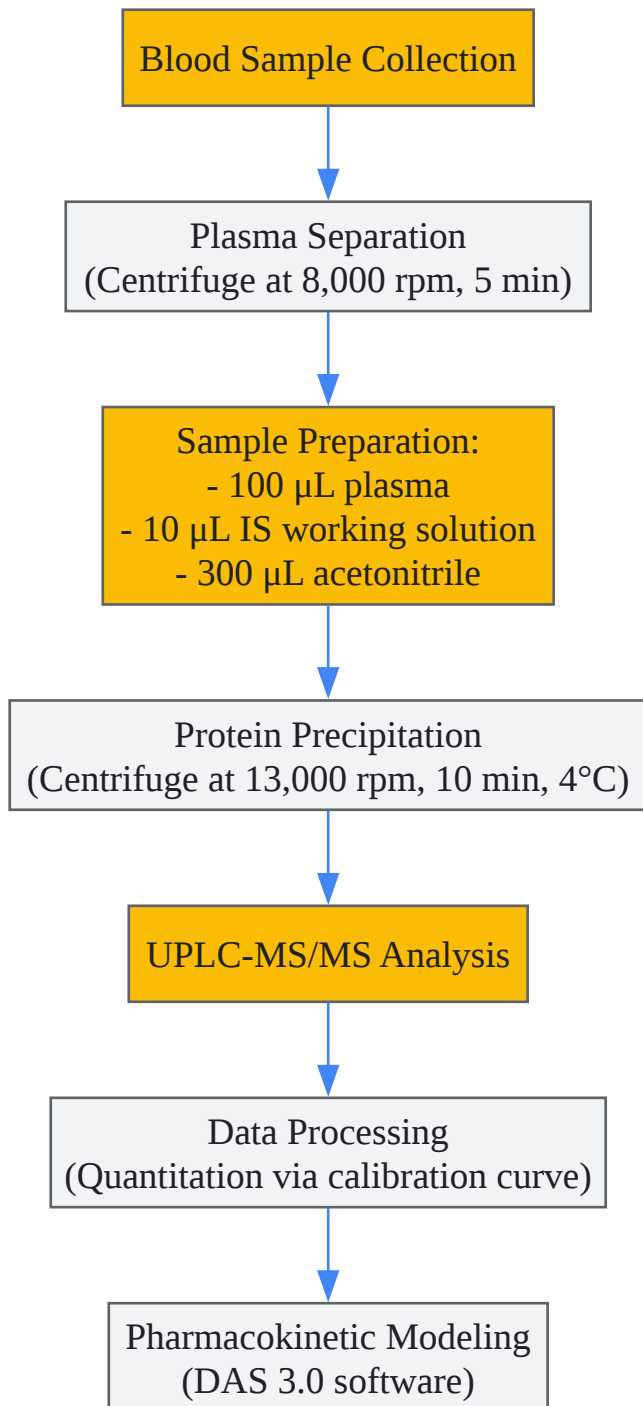 Blood Sample Collection
Plasma Separation
(Centrifuge at 8,000 rpm, 5 min)
Sample Preparation:
- 100 μL plasma
- 10 μL IS working solution
- 300 μL acetonitrile
Protein Precipitation
(Centrifuge at 13,000 rpm, 10 min, 4°C)
UPLC-MS/MS Analysis
Data Processing
(Quantitation via calibration curve)
Pharmacokinetic Modeling
(DAS 3.0 software)